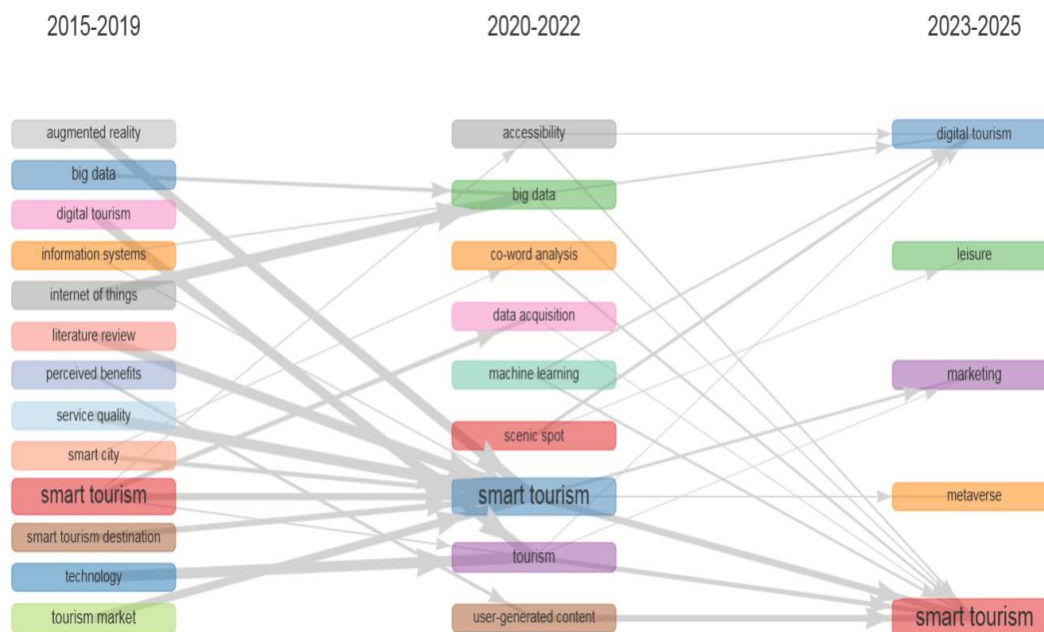 2015-2019
2020-2022
2023-2025
augmented reality
big data
digital tourism
information systems
internet of things
literature review
perceived benefits
service quality
smart city
smart tourism
smart tourism destination
technology
tourism market
accessibility
big data
co-word analysis
data acquisition
machine learning
scenic spot
smart tourism
tourism
user-generated content
digital tourism
leisure
marketing
metaverse
smart tourism